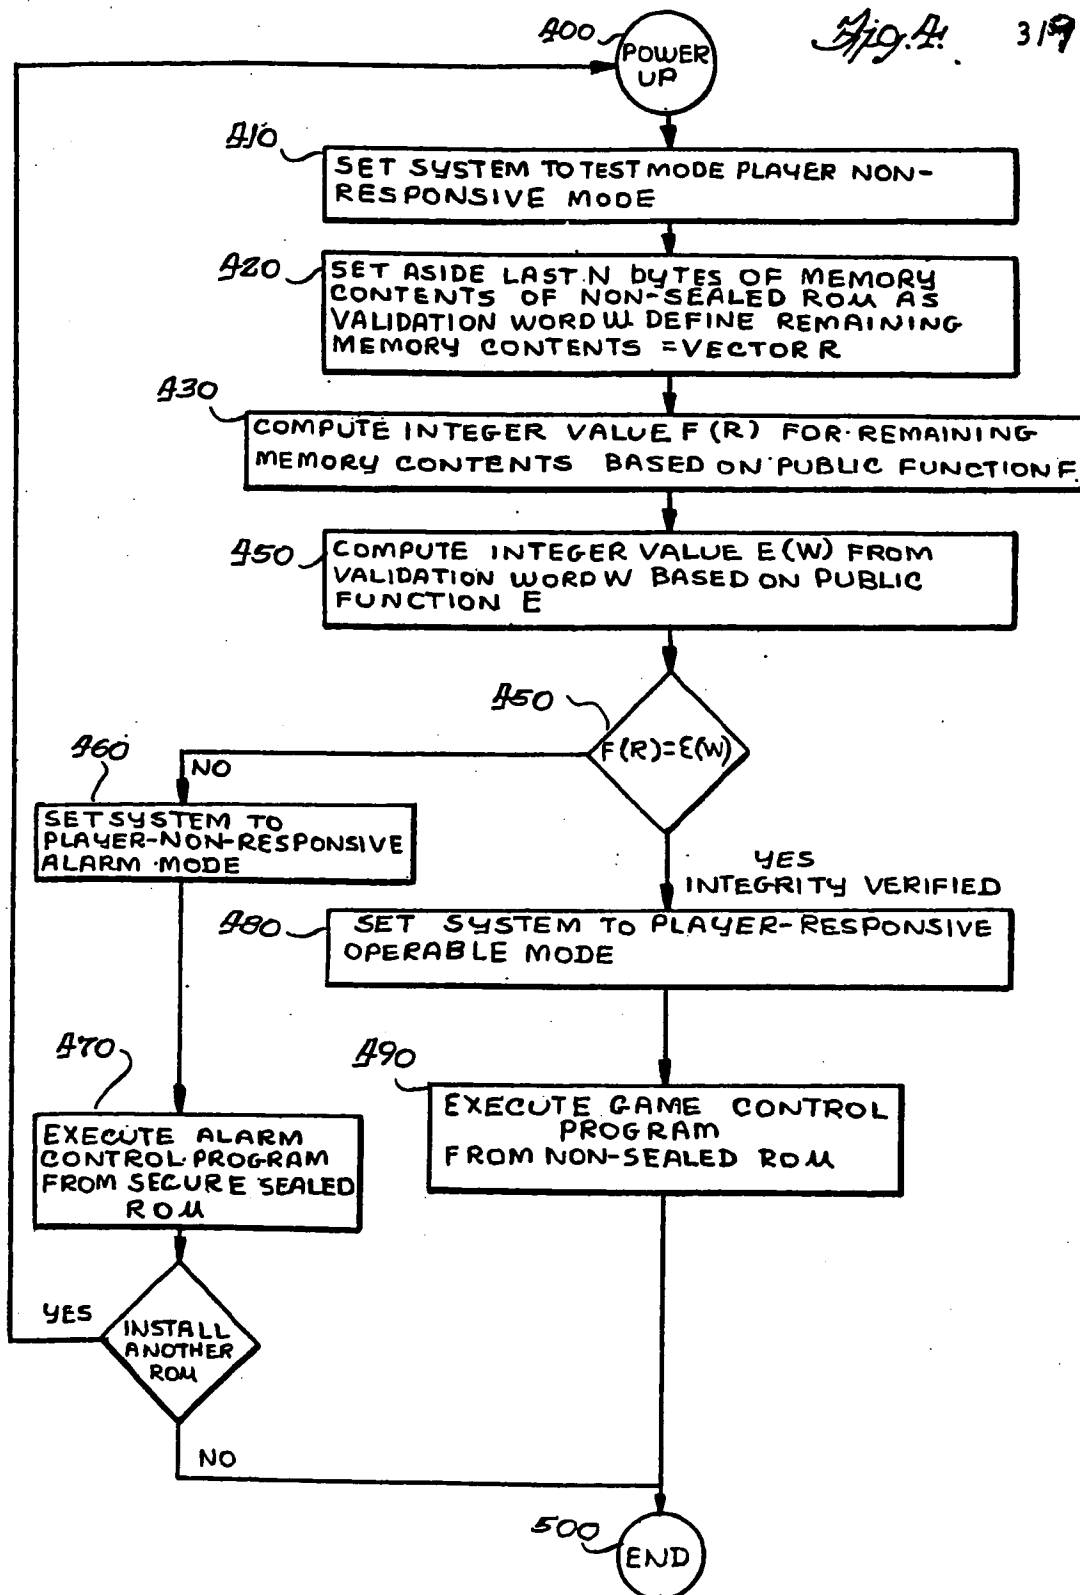 Fig. 4. 3/9
400
POWER
UP
410
SET SYSTEM TO TEST MODE PLAYER NON-
RESPONSIVE MODE
420
SET ASIDE LAST N BYTES OF MEMORY
CONTENTS OF NON-SEALED ROM AS
VALIDATION WORD W. DEFINE REMAINING
MEMORY CONTENTS = VECTOR R
430
COMPUTE INTEGER VALUE F(R) FOR REMAINING
MEMORY CONTENTS BASED ON PUBLIC FUNCTION F.
450
COMPUTE INTEGER VALUE E(W) FROM
VALIDATION WORD W BASED ON PUBLIC
FUNCTION E
450
F(R)=E(W)
460
NO
SET SYSTEM TO
PLAYER-NON-RESPONSIVE
ALARM MODE
YES
INTEGRITY VERIFIED
480
SET SYSTEM TO PLAYER-RESPONSIVE
OPERABLE MODE
470
EXECUTE ALARM
CONTROL PROGRAM
FROM SECURE SEALED
ROM
490
EXECUTE GAME CONTROL
PROGRAM
FROM NON-SEALED ROM
YES
INSTALL
ANOTHER
ROM
NO
500
END